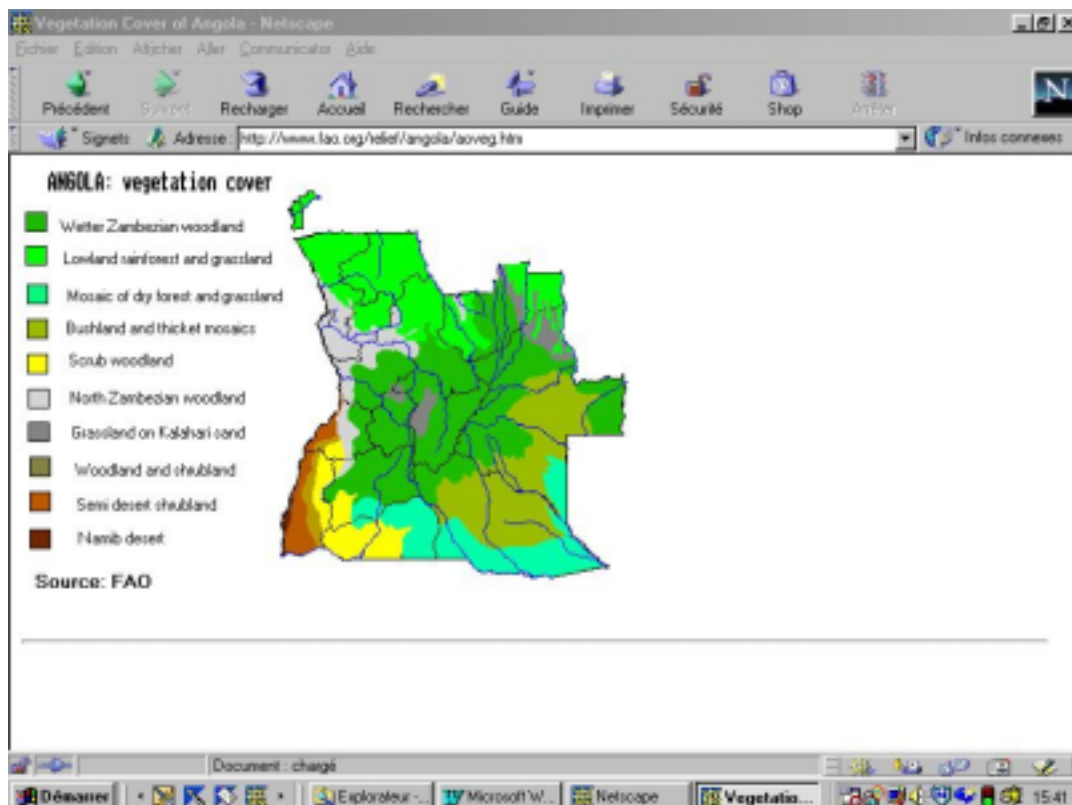 Vegetation Cover of Angola - Netscape
Fichier Edition Afficher Aller Communicator Aide
Précédent Suivant Recharger Accueil Rechercher Guide Imprimer Sécurité Shop Arrêter
Signets Adresse : http://www.fao.org/relief/angola/aoveg.htm Infos connexes
ANGOLA: vegetation cover
Wetter Zambezian woodland
Lowland rainforest and grassland
Mosaic of dry forest and grassland
Bushland and thicket mosaics
Scrub woodland
North Zambezian woodland
Grassland on Kalahari sand
Woodland and shrubland
Semi desert shrubland
Namib desert
Source: FAO
Document : chargé
Démarrer Explorateur -... Microsoft W... Netscape Vegetatio... 15:41